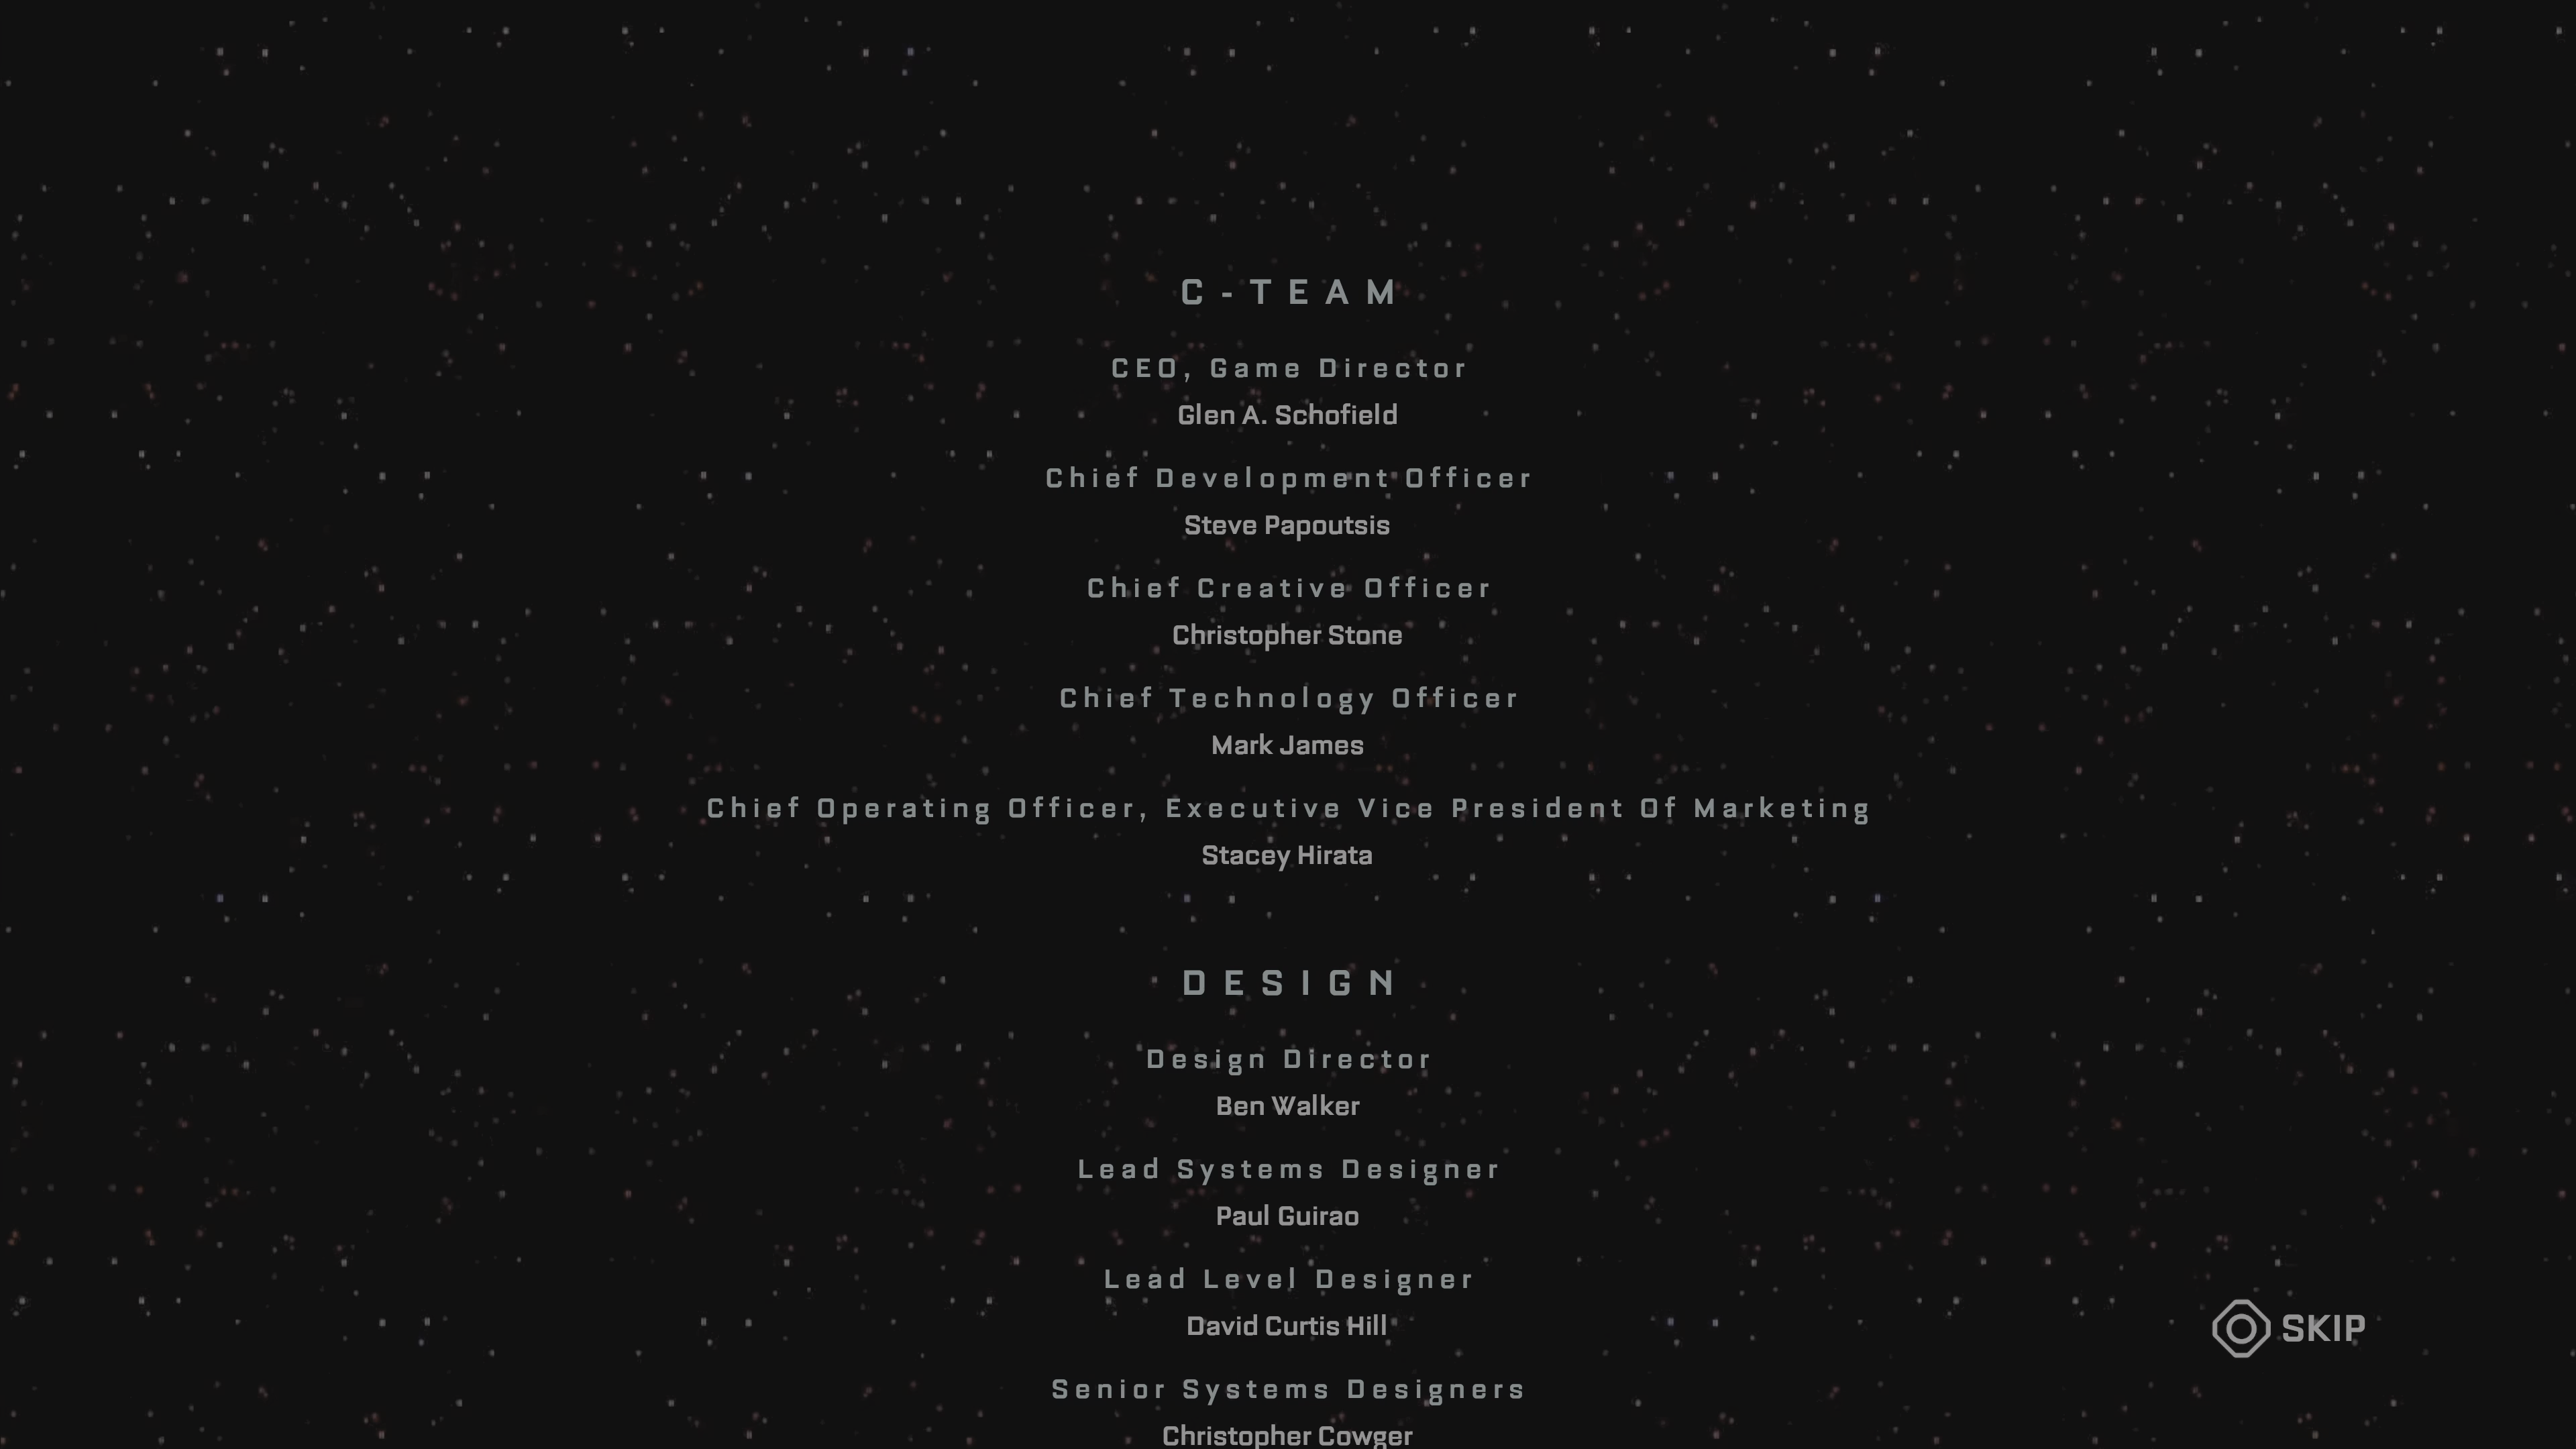 C-TEAM
CEO, Game Director
Glen A. Schofield
Chief Development Officer
Steve Papoutsis
Chief Creative Officer
Christopher Stone
Chief Technology Officer
Mark James
Chief Operating Officer, Executive Vice President Of Marketing
Stacey Hirata
DESIGN
Design Director
Ben Walker
Lead Systems Designer
Paul Guirao
Lead Level Designer
David Curtis Hill
SKIP
Senior Systems Designers
Christopher Cowger